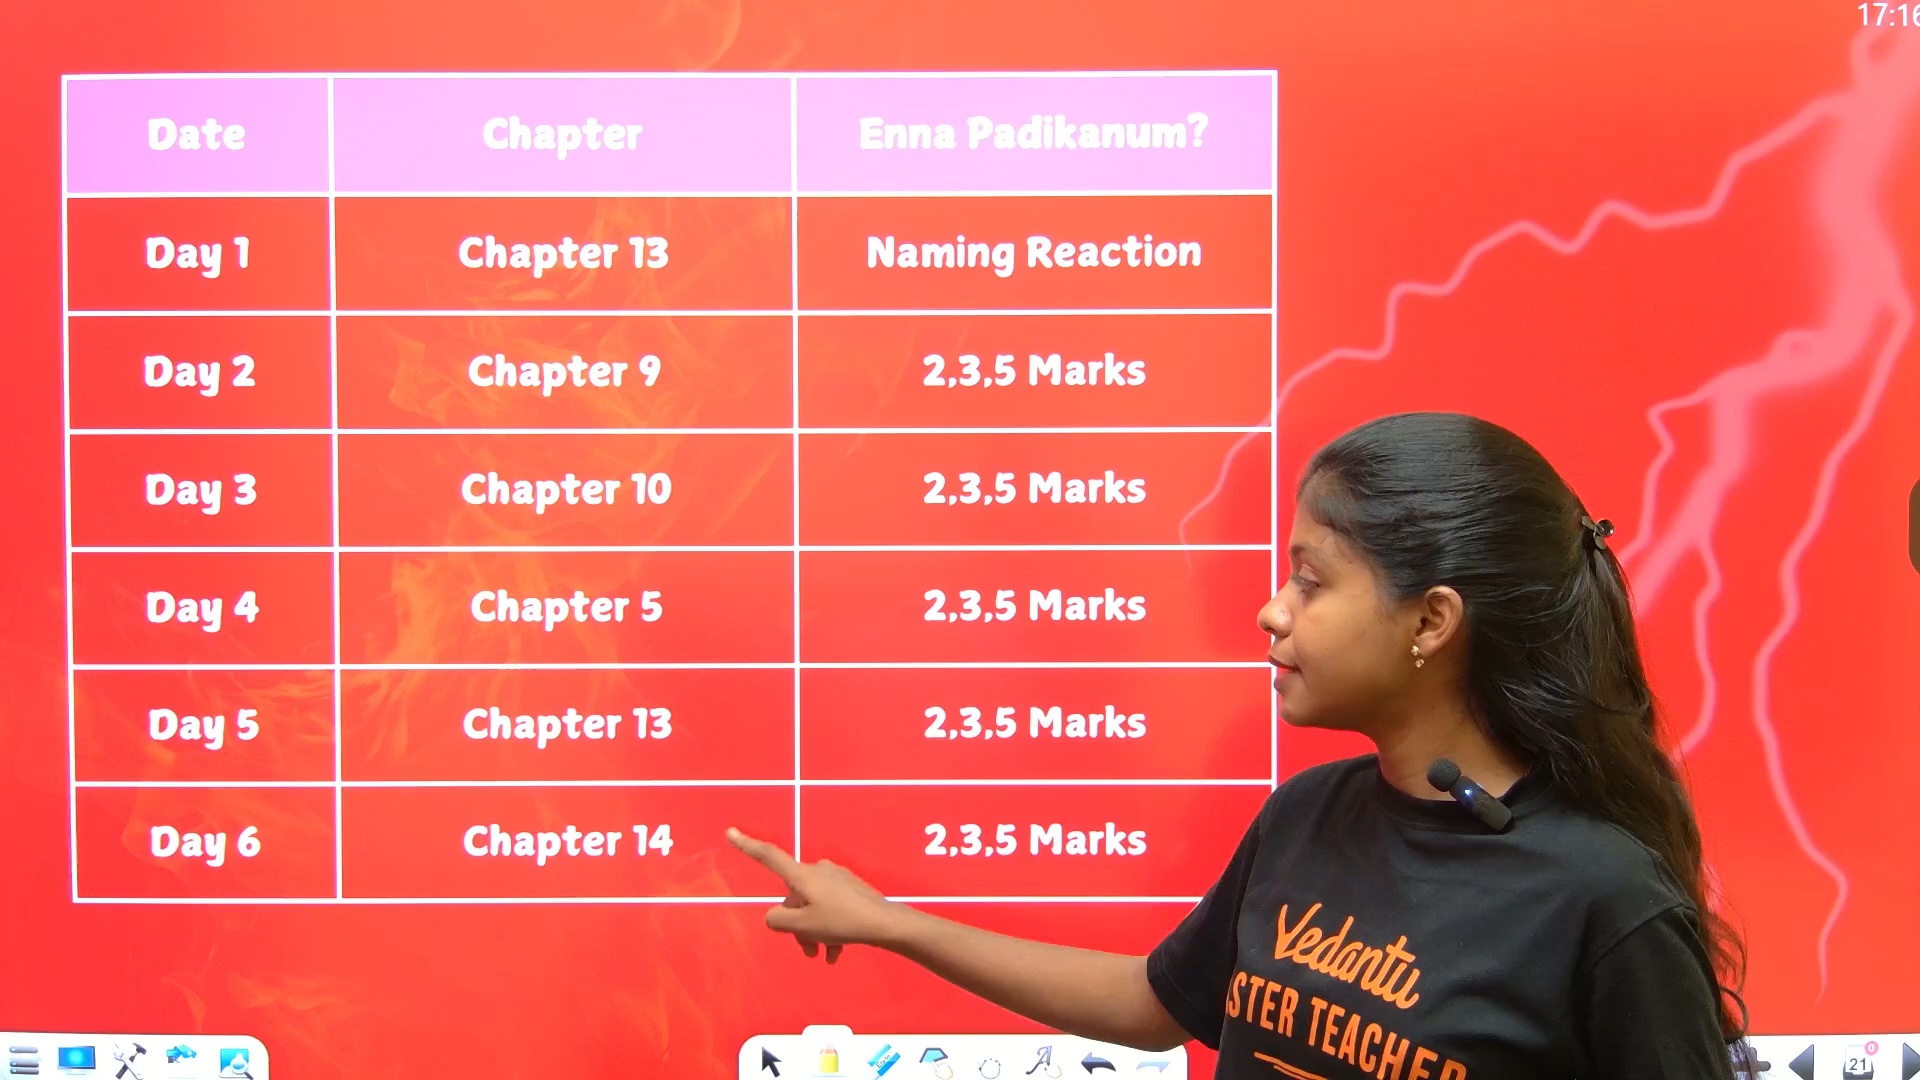 17:16
Date Chapter Enna Padikanum?
Day 1 Chapter 13 Naming Reaction
Day 2 Chapter 9 2,3,5 Marks
Day 3 Chapter 10 2,3,5 Marks
Day 4 Chapter 5 2,3,5 Marks
Day 5 Chapter 13 2,3,5 Marks
Day 6 Chapter 14 2,3,5 Marks
Vedantu
STER TEACHER
21
0